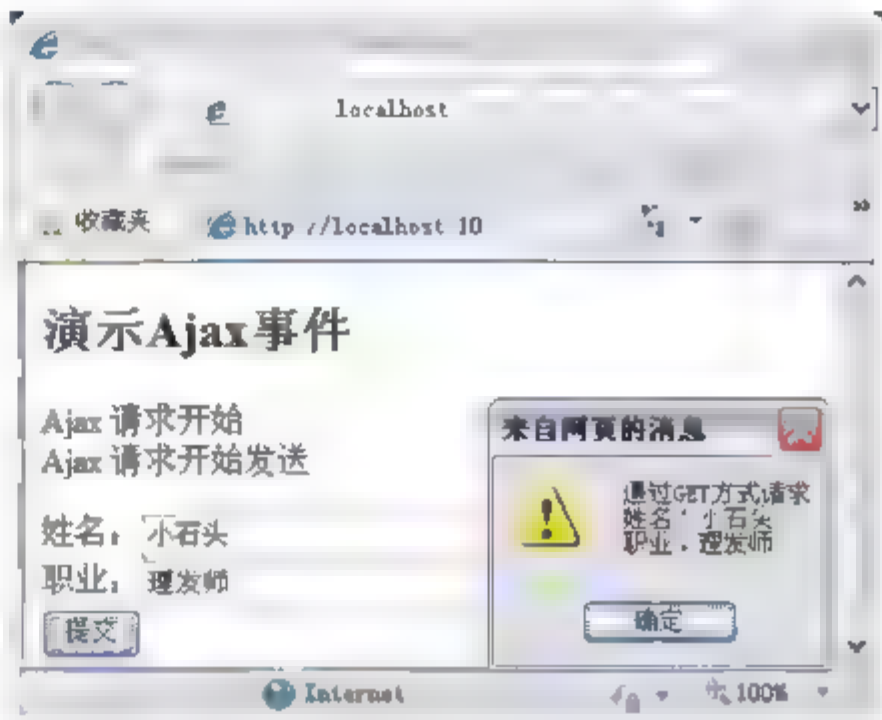 localhost
收藏夹
http //localhost 10
演示Ajax事件
Ajax 请求开始
Ajax 请求开始发送
姓名： 小石头
职业： 理发师
提交
来自网页的消息
通过GET方式请求
姓名：小石头
职业：理发师
确定
Internet
100%